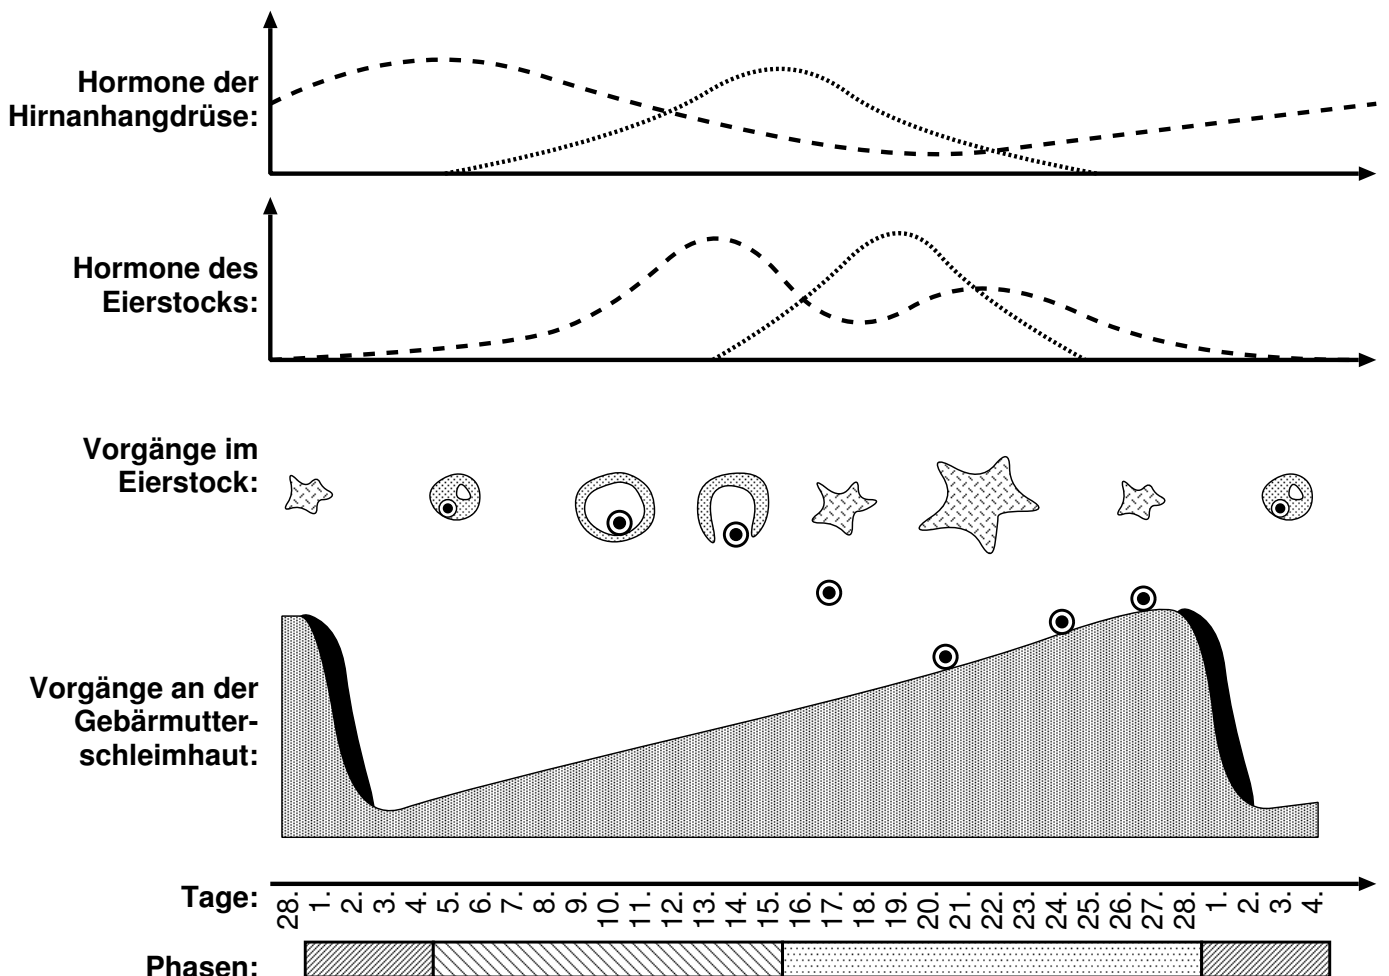 Hormone der
Hirnanhangdrüse:
Hormone des
Eierstocks:
Vorgänge im
Eierstock:
Vorgänge an der
Gebärmutter-
schleimhaut:
Tage: 28. 1. 2. 3. 4. 5. 6. 7. 8. 9. 10. 11. 12. 13. 14. 15. 16. 17. 18. 19. 20. 21. 22. 23. 24. 25. 26. 27. 28. 1. 2. 3. 4.
Phasen: